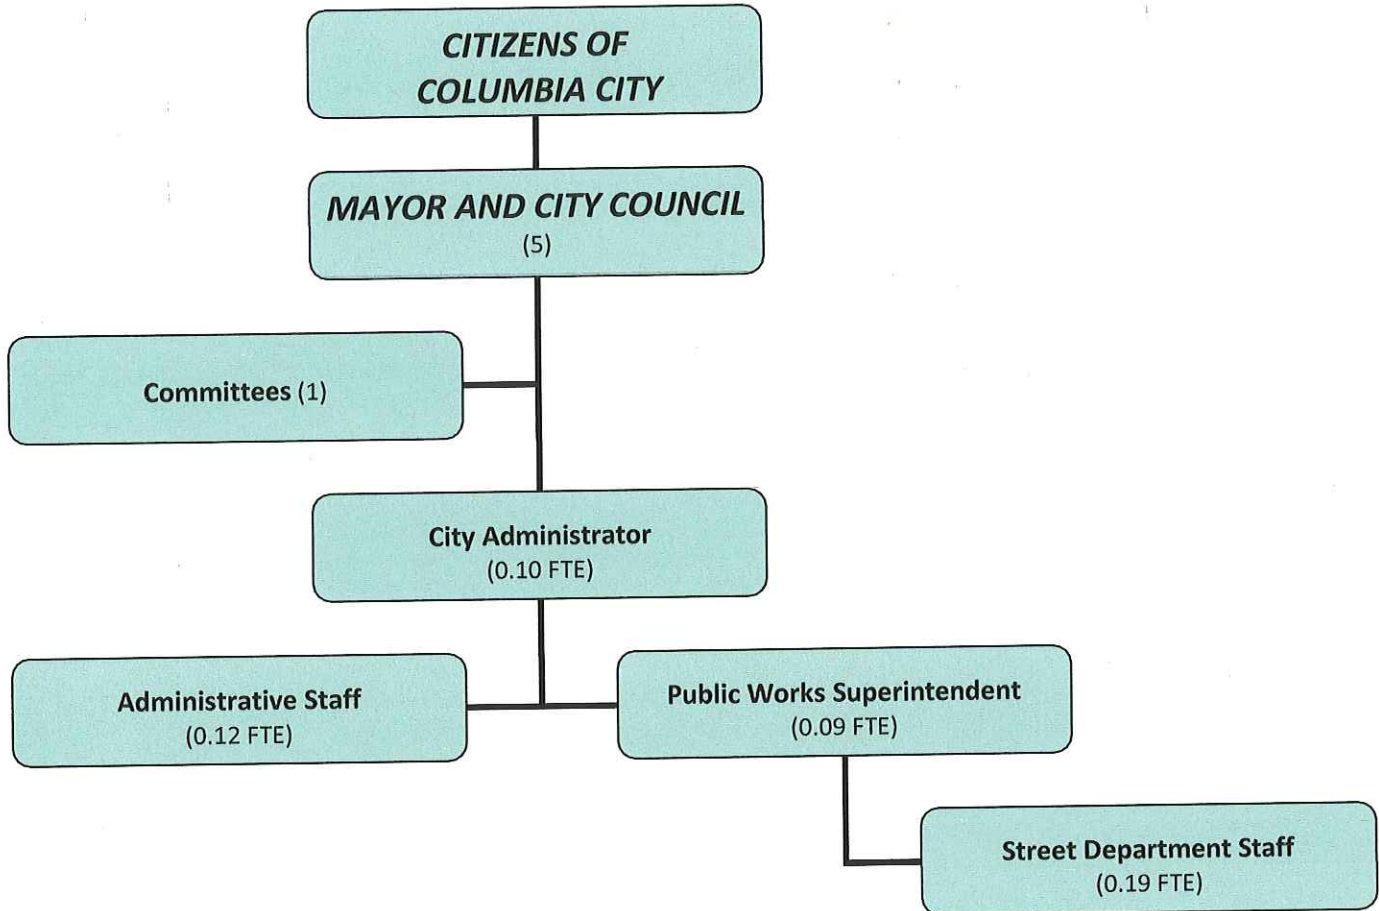 CITIZENS OF
COLUMBIA CITY
MAYOR AND CITY COUNCIL
(5)
Committees (1)
City Administrator
(0.10 FTE)
Administrative Staff
(0.12 FTE)
Public Works Superintendent
(0.09 FTE)
Street Department Staff
(0.19 FTE)